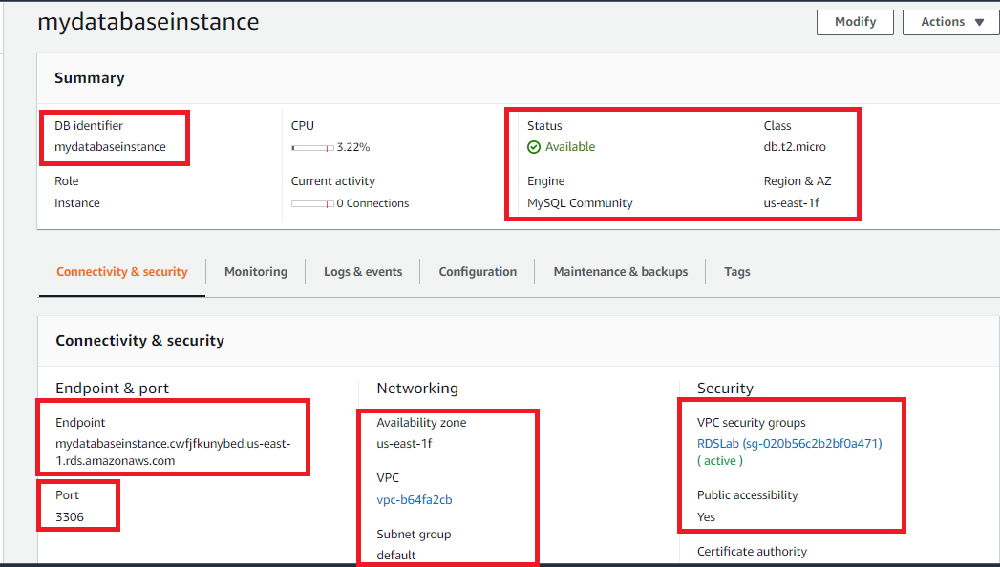 mydatabaseinstance
Modify
Actions
Summary
DB identifier
mydatabaseinstance
Role
Instance
CPU
3.22%
Current activity
0 Connections
Status
Available
Engine
MySQL Community
Class
db.t2.micro
Region & AZ
us-east-1f
Connectivity & security
Monitoring
Logs & events
Configuration
Maintenance & backups
Tags
Connectivity & security
Endpoint & port
Endpoint
mydatabaseinstance.cwfjfkunybed.us-east-
1.rds.amazonaws.com
Port
3306
Networking
Availability zone
us-east-1f
VPC
vpc-b64fa2cb
Subnet group
default
Security
VPC security groups
RDSLab (sg-020b56c2b2bf0a471)
( active )
Public accessibility
Yes
Certificate authority